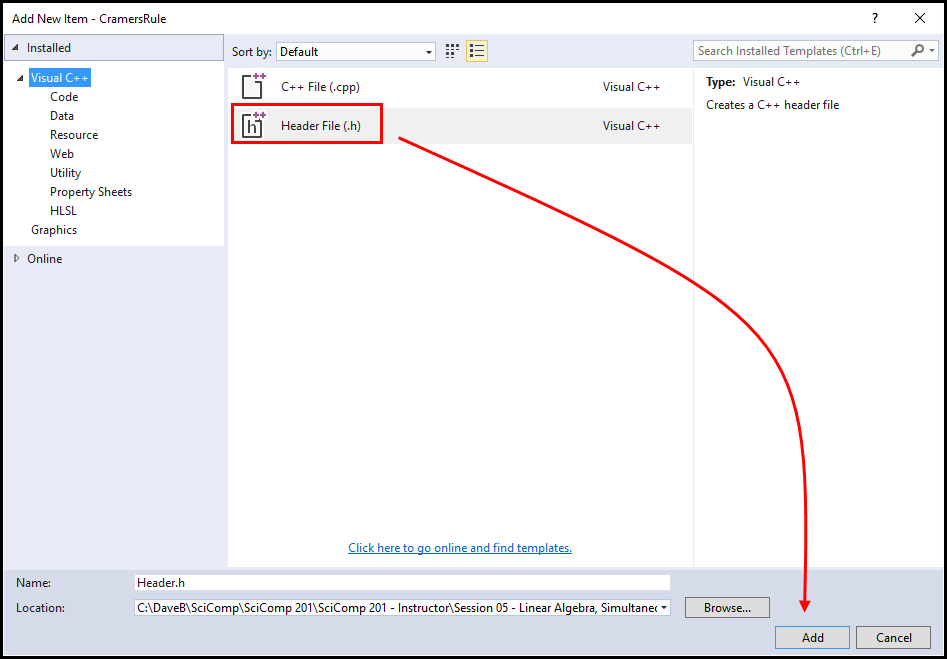 Add New Item - CramersRule
?
Installed
Sort by: Default
Search Installed Templates (Ctrl+E)
Visual C++
Code
Data
Resource
Web
Utility
Property Sheets
HLSL
Graphics
Online
C++ File (.cpp) Visual C++
Header File (.h) Visual C++
Type: Visual C++
Creates a C++ header file
Click here to go online and find templates.
Name: Header.h
Location: C:\DaveB\SciComp\SciComp 201\SciComp 201 - Instructor\Session 05 - Linear Algebra, Simultanec
Browse...
Add Cancel